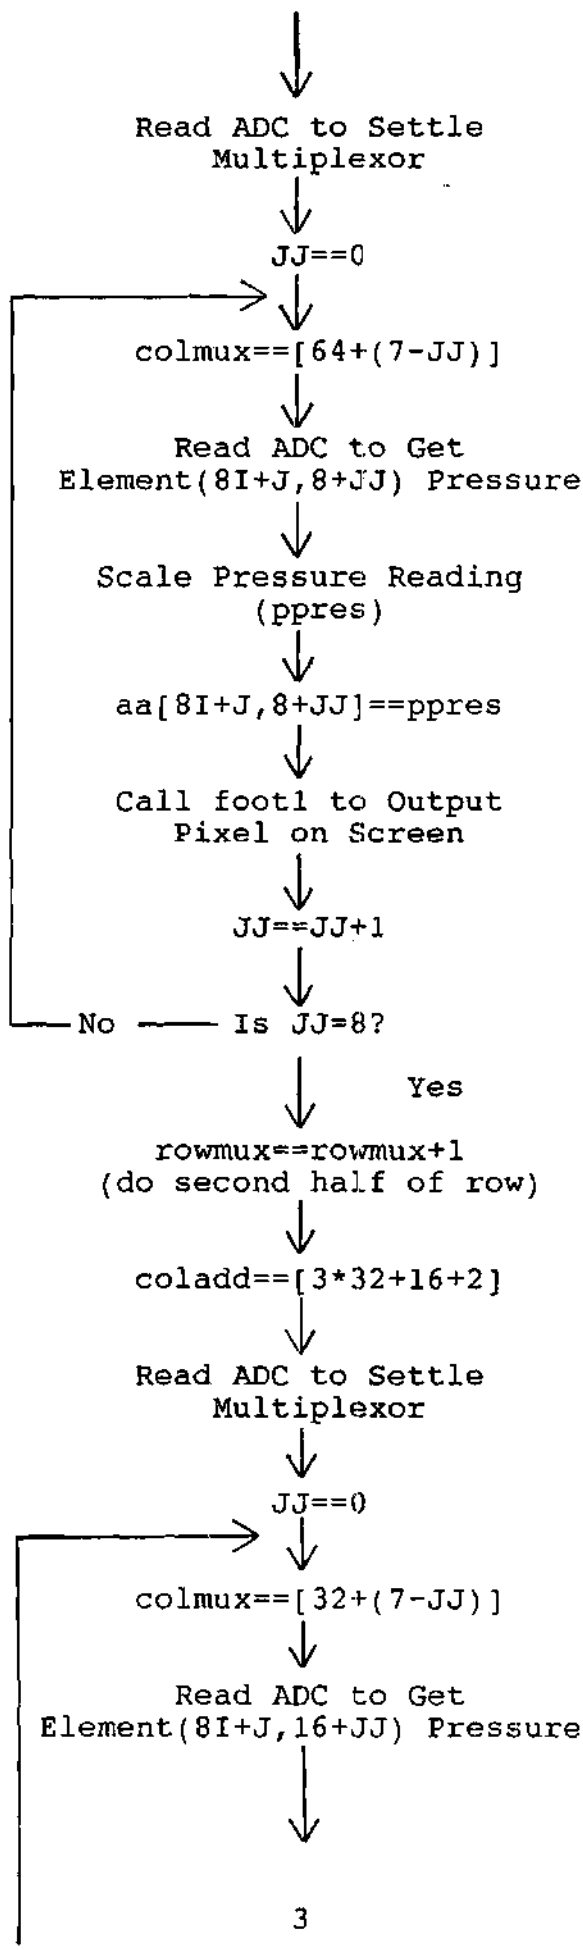 Read ADC to Settle
Multiplexor
JJ==0
colmux==[64+(7-JJ)]
Read ADC to Get
Element(8I+J,8+JJ) Pressure
Scale Pressure Reading
(ppres)
aa[8I+J,8+JJ]==ppres
Call foot1 to Output
Pixel on Screen
JJ==JJ+1
No Is JJ=8?
Yes
rowmux==rowmux+1
(do second half of row)
coladd==[3*32+16+2]
Read ADC to Settle
Multiplexor
JJ==0
colmux==[32+(7-JJ)]
Read ADC to Get
Element(8I+J,16+JJ) Pressure
3